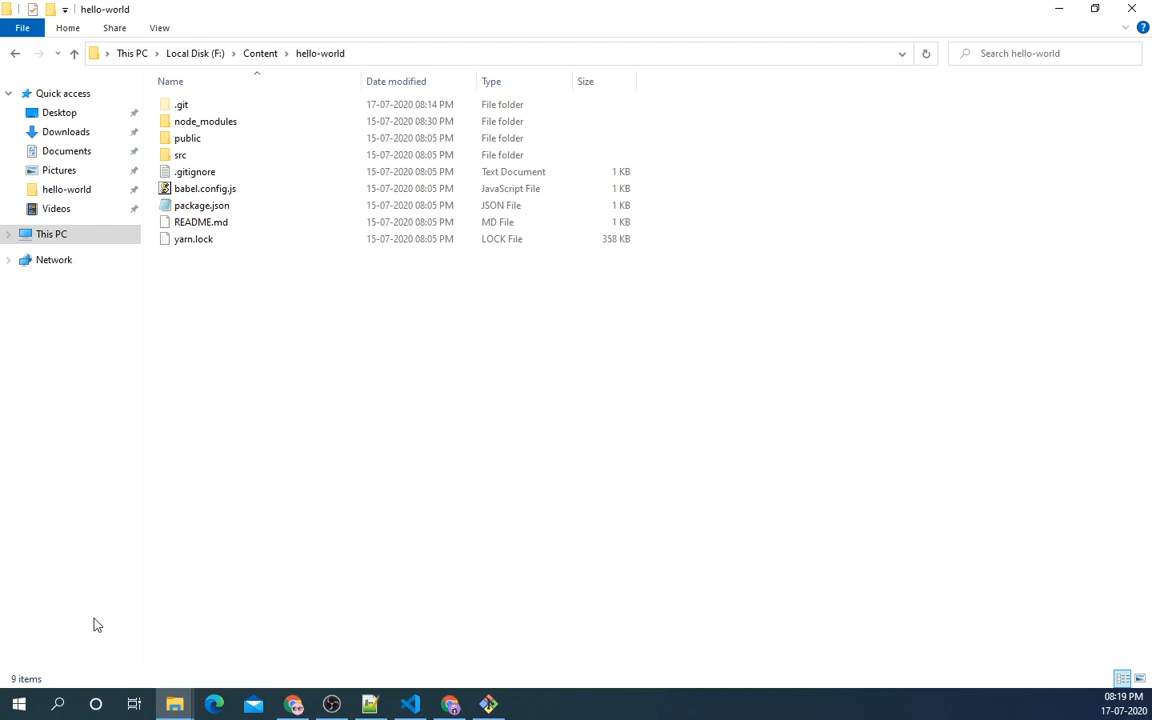 hello-world
File Home Share View
This PC Local Disk (F:) Content hello-world Search hello-world
Name Date modified Type Size
Quick access
Desktop
Downloads
Documents
Pictures
hello-world
Videos
This PC
Network
.git 17-07-2020 08:14 PM File folder
node_modules 15-07-2020 08:30 PM File folder
public 15-07-2020 08:05 PM File folder
src 15-07-2020 08:05 PM File folder
.gitignore 15-07-2020 08:05 PM Text Document 1 KB
babel.config.js 15-07-2020 08:05 PM JavaScript File 1 KB
package.json 15-07-2020 08:05 PM JSON File 1 KB
README.md 15-07-2020 08:05 PM MD File 1 KB
yarn.lock 15-07-2020 08:05 PM LOCK File 358 KB
9 items
08:19 PM
17-07-2020